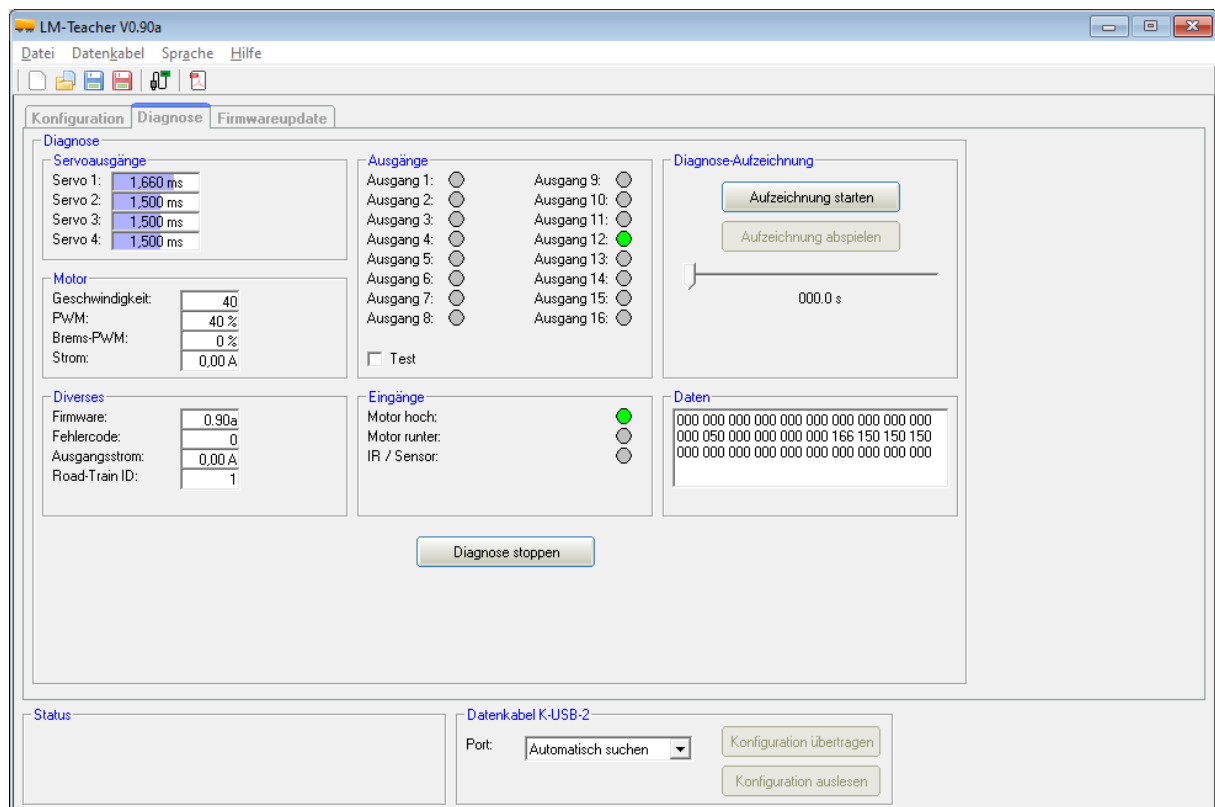 LM-Teacher V0.90a
Datei Datenkabel Sprache Hilfe
Konfiguration Diagnose Firmwareupdate
Diagnose
Servoausgänge
Servo 1: 1,660 ms
Servo 2: 1,500 ms
Servo 3: 1,500 ms
Servo 4: 1,500 ms
Motor
Geschwindigkeit: 40
PWM: 40 %
Brems-PWM: 0 %
Strom: 0,00 A
Diverses
Firmware: 0.90a
Fehlercode: 0
Ausgangsstrom: 0,00 A
Road-Train ID: 1
Ausgänge
Ausgang 1: Ausgang 9:
Ausgang 2: Ausgang 10:
Ausgang 3: Ausgang 11:
Ausgang 4: Ausgang 12:
Ausgang 5: Ausgang 13:
Ausgang 6: Ausgang 14:
Ausgang 7: Ausgang 15:
Ausgang 8: Ausgang 16:
Test
Eingänge
Motor hoch:
Motor runter:
IR / Sensor:
Diagnose-Aufzeichnung
Aufzeichnung starten
Aufzeichnung abspielen
000.0 s
Daten
000 000 000 000 000 000 000 000 000 000
000 050 000 000 000 000 166 150 150 150
000 000 000 000 000 000 000 000 000 000
Diagnose stoppen
Status
Datenkabel K-USB-2
Port: Automatisch suchen
Konfiguration übertragen
Konfiguration auslesen